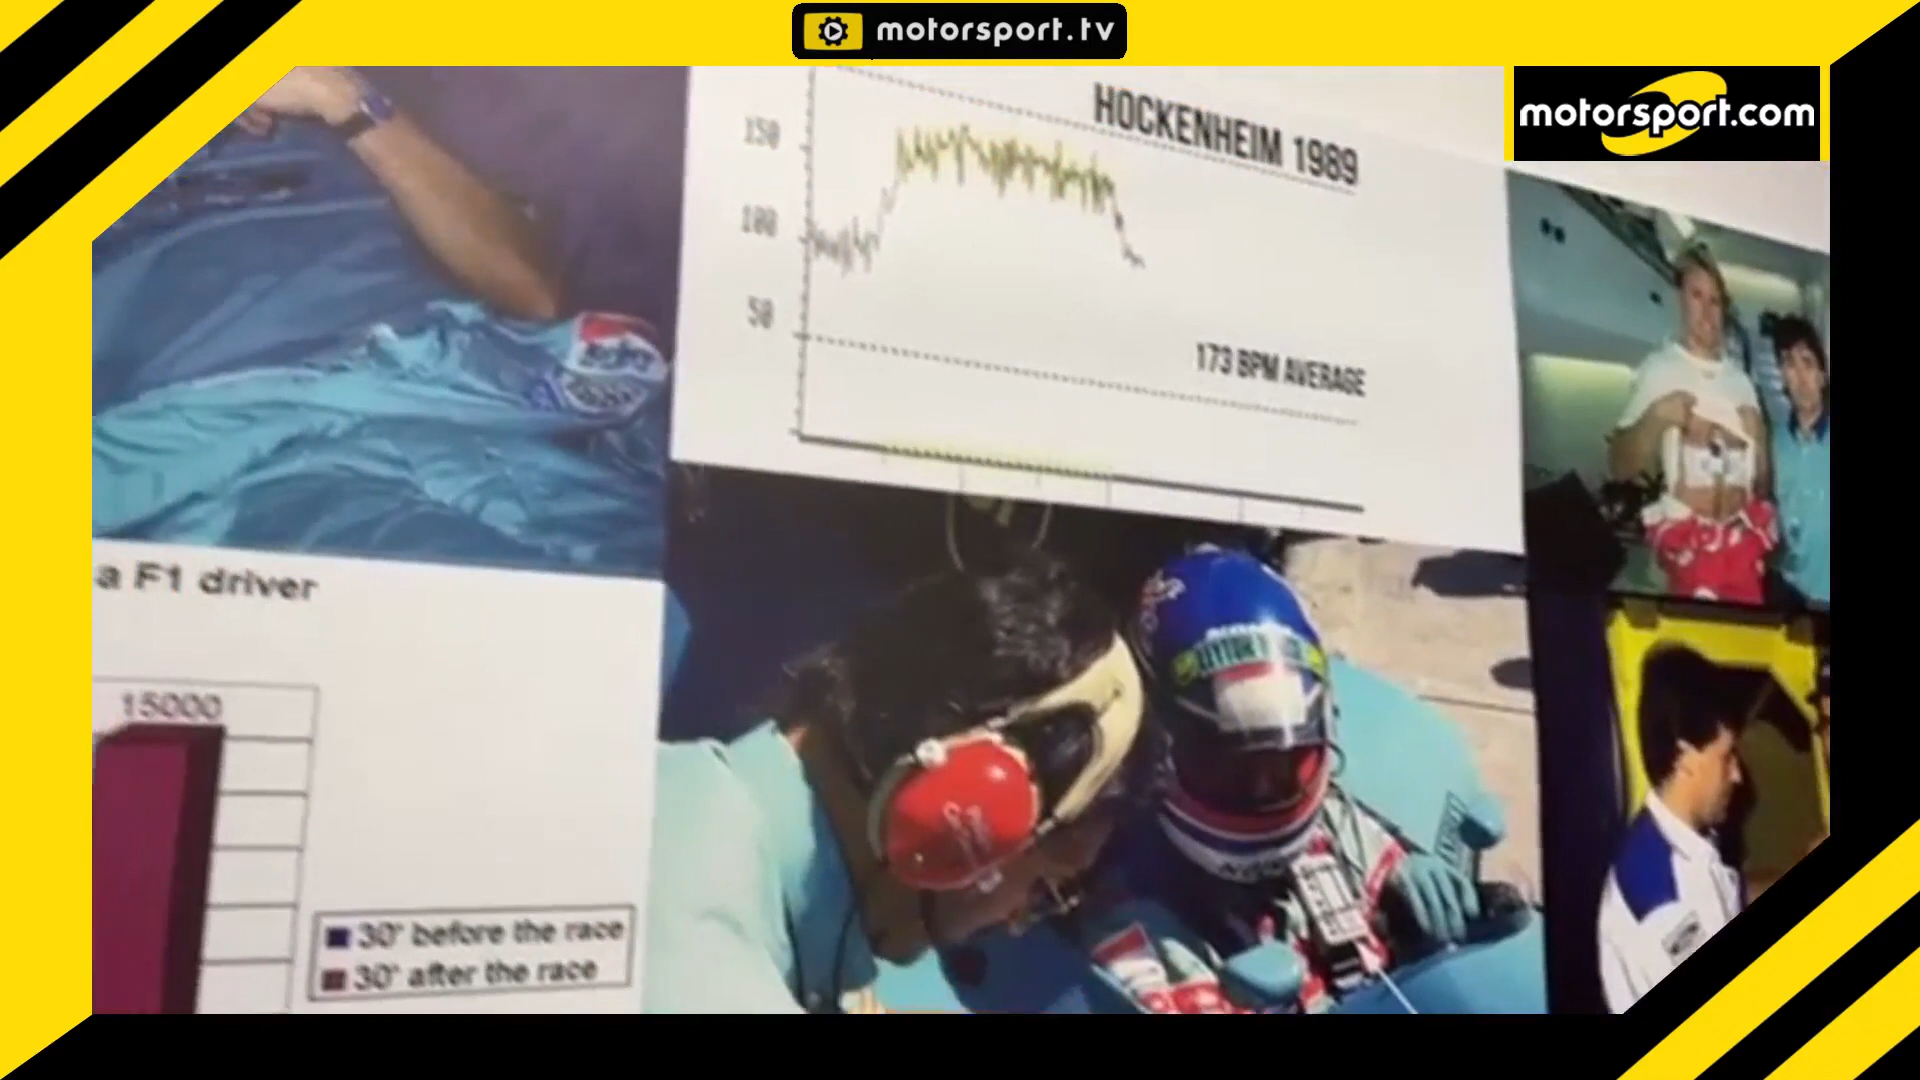 motorsport.tv
motorsport.com
HOCKENHEIM 1989
150
100
50
173 BPM AVERAGE
a F1 driver
15000
30' before the race
30' after the race